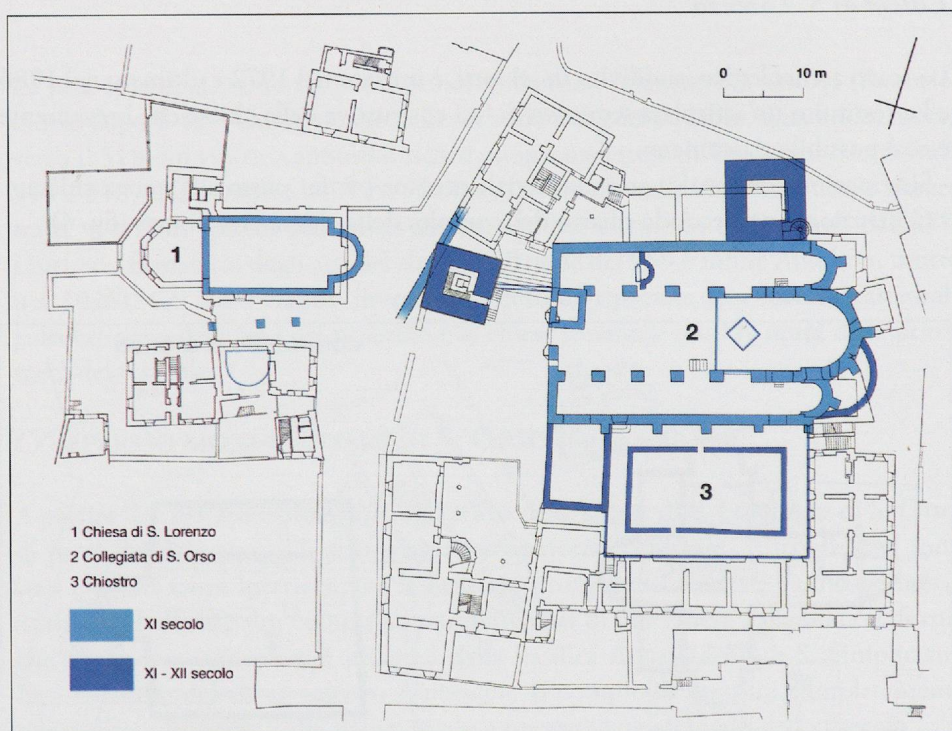 0 10 m
1
2
3
1 Chiesa di S. Lorenzo
2 Collegiata di S. Orso
3 Chiostro
XI secolo
XI - XII secolo